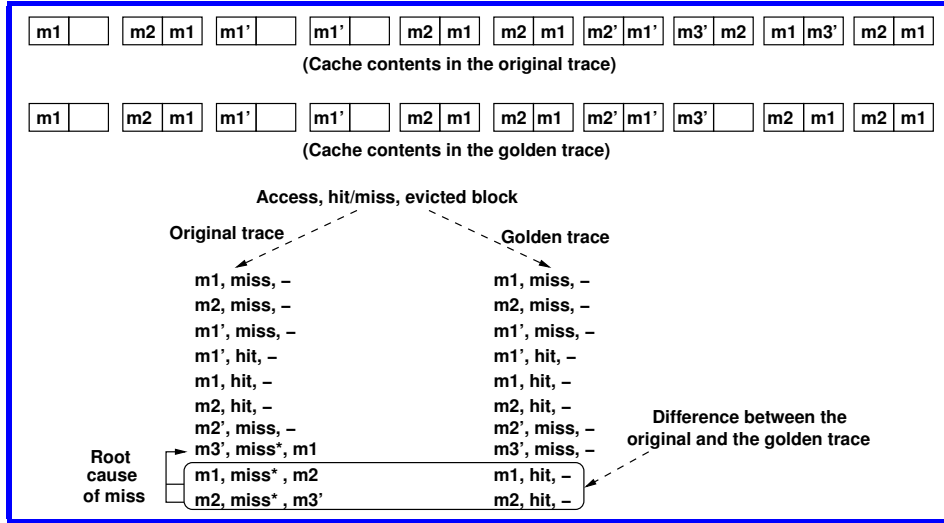 m1 m2 m1 m1' m1' m2 m1 m2 m1 m2' m1' m3' m2 m1 m3' m2 m1
(Cache contents in the original trace)
m1 m2 m1 m1' m1' m2 m1 m2 m1 m2' m1' m3' m2 m1 m2 m1
(Cache contents in the golden trace)
Access, hit/miss, evicted block
Original trace
Golden trace
m1, miss, –
m2, miss, –
m1', miss, –
m1', hit, –
m1, hit, –
m2, hit, –
m2', miss, –
m3', miss*, m1
m1, miss* , m2
m2, miss* , m3'
m1, miss, –
m2, miss, –
m1', miss, –
m1', hit, –
m1, hit, –
m2, hit, –
m2', miss, –
m3', miss, –
m1, hit, –
m2, hit, –
Root
cause
of miss
Difference between the
original and the golden trace